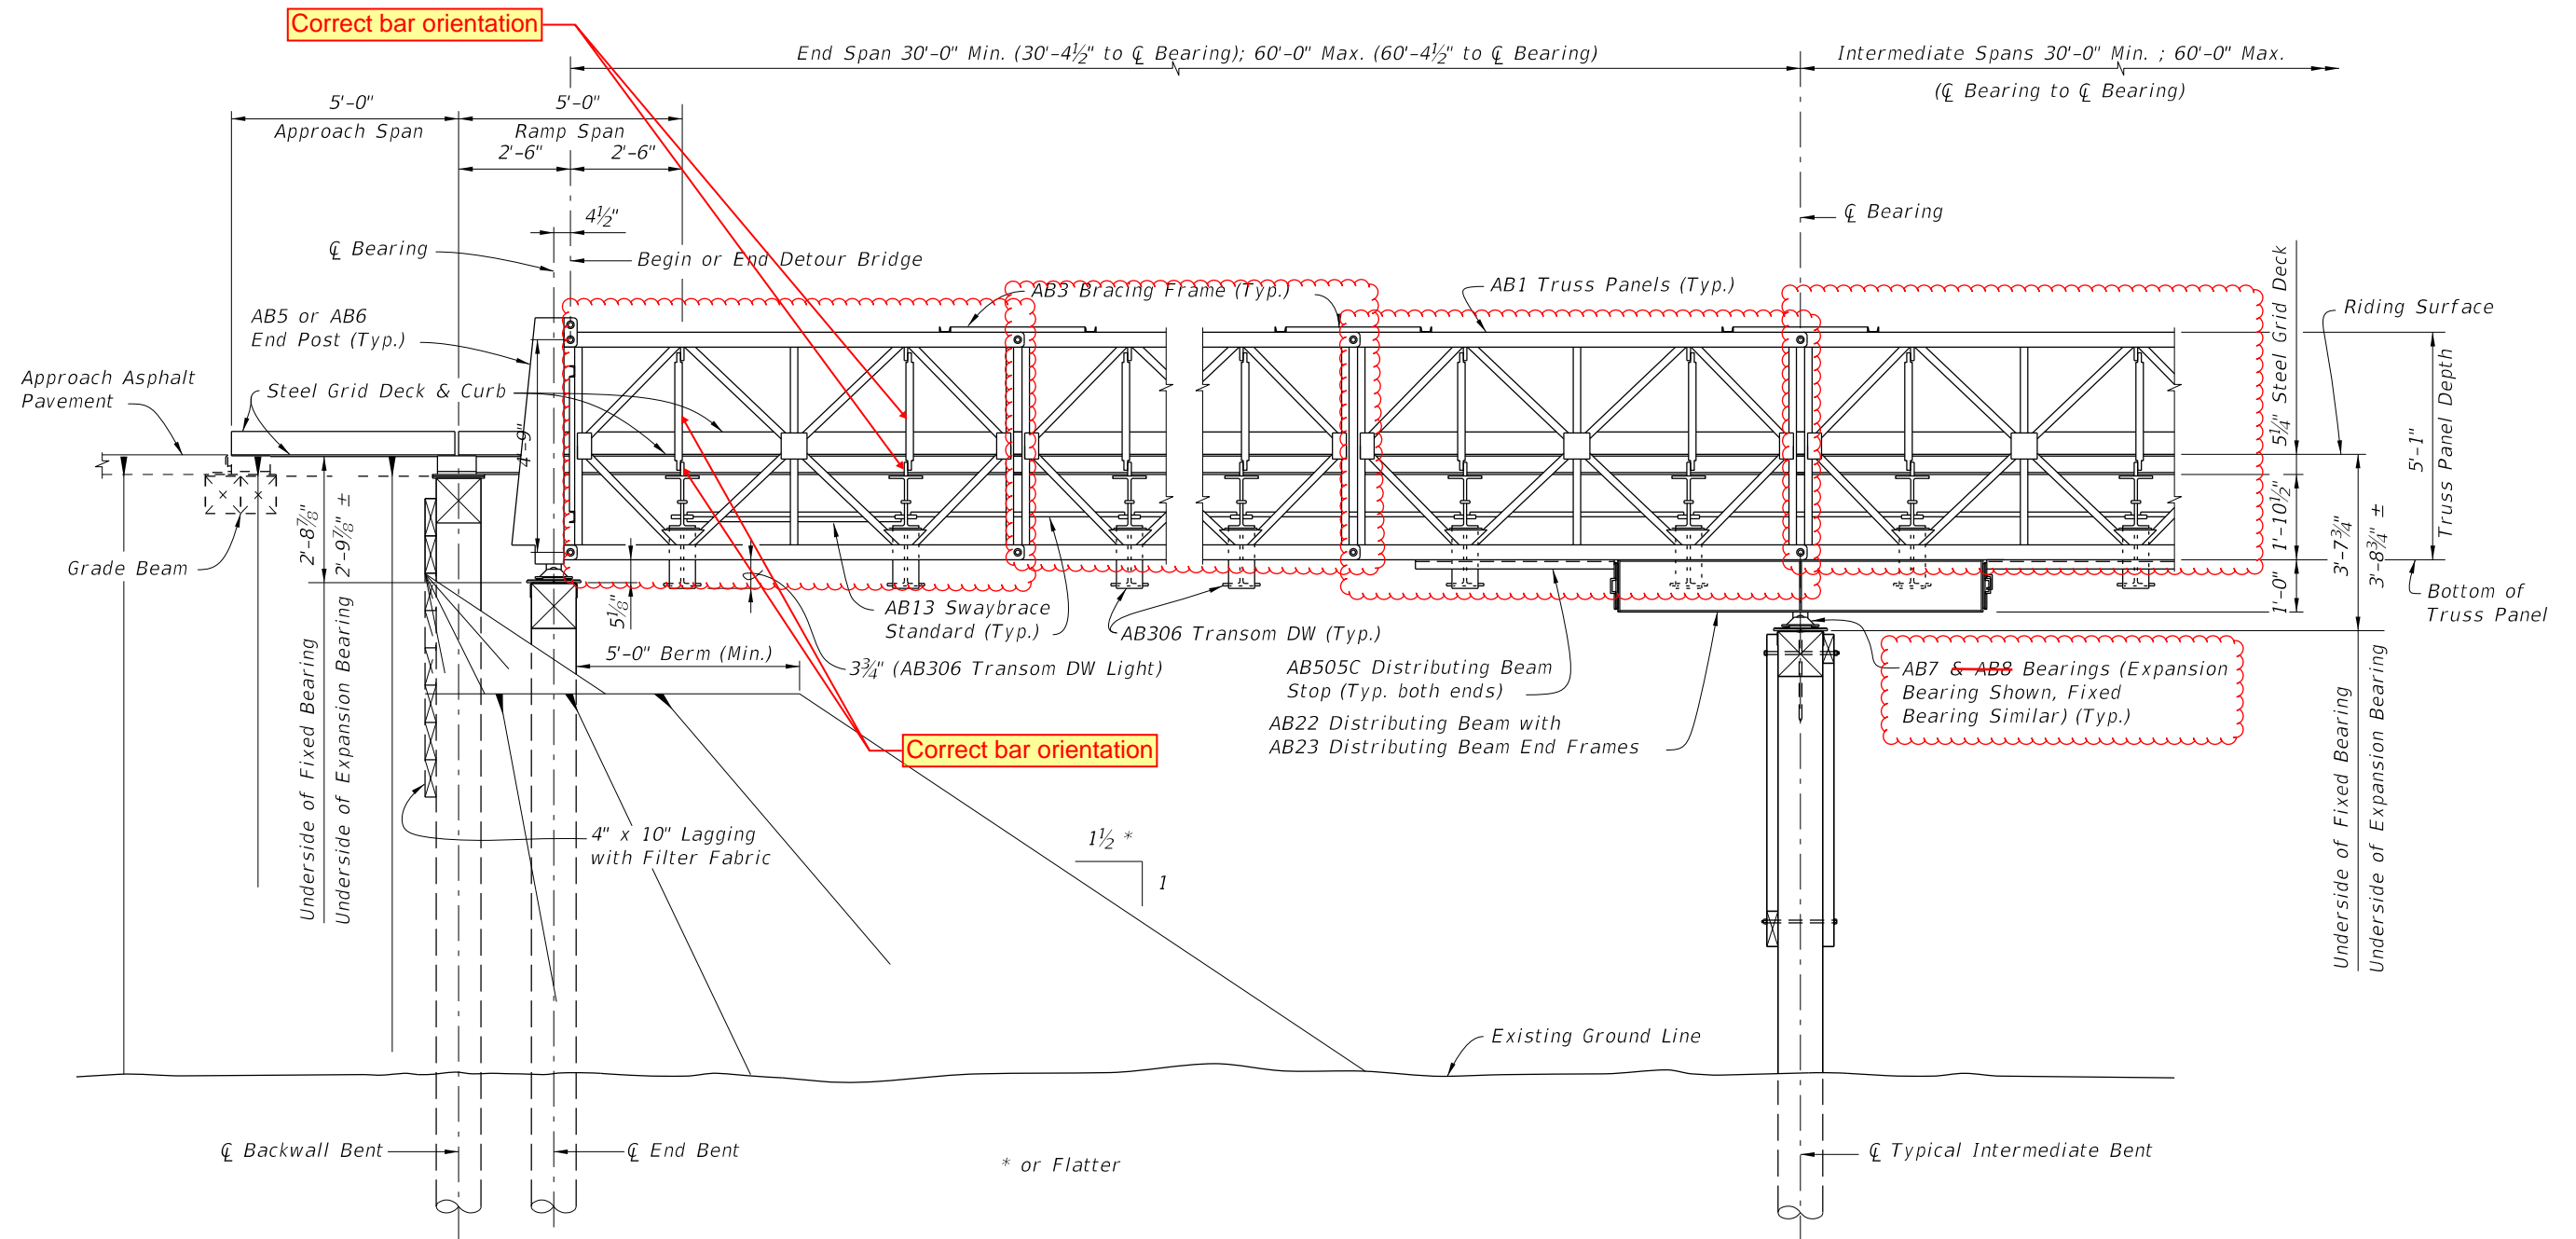 Correct bar orientation
End Span 30'-0" Min. (30'-4½" to ℄ Bearing); 60'-0" Max. (60'-4½" to ℄ Bearing)
Intermediate Spans 30'-0" Min. ; 60'-0" Max.
(℄ Bearing to ℄ Bearing)
5'-0"
Approach Span
5'-0"
Ramp Span
2'-6"
2'-6"
4½"
℄ Bearing
Begin or End Detour Bridge
℄ Bearing
AB3 Bracing Frame (Typ.)
AB1 Truss Panels (Typ.)
Riding Surface
AB5 or AB6
End Post (Typ.)
Approach Asphalt
Pavement
Steel Grid Deck & Curb
4'-9"
5¼" Steel Grid Deck
5'-1"
Truss Panel Depth
1'-10½"
1'-0"
3'-7¾"
3'-8¾" ±
Bottom of
Truss Panel
Grade Beam
2'-8⅞"
2'-9⅞" ±
Underside of Fixed Bearing
Underside of Expansion Bearing
5⅛"
5'-0" Berm (Min.)
3¾" (AB306 Transom DW Light)
AB13 Swaybrace
Standard (Typ.)
AB306 Transom DW (Typ.)
AB505C Distributing Beam
Stop (Typ. both ends)
AB22 Distributing Beam with
AB23 Distributing Beam End Frames
AB7 & AB8 Bearings (Expansion
Bearing Shown, Fixed
Bearing Similar) (Typ.)
Correct bar orientation
Underside of Fixed Bearing
Underside of Expansion Bearing
4" x 10" Lagging
with Filter Fabric
1½ *
1
Existing Ground Line
℄ Backwall Bent
℄ End Bent
* or Flatter
℄ Typical Intermediate Bent